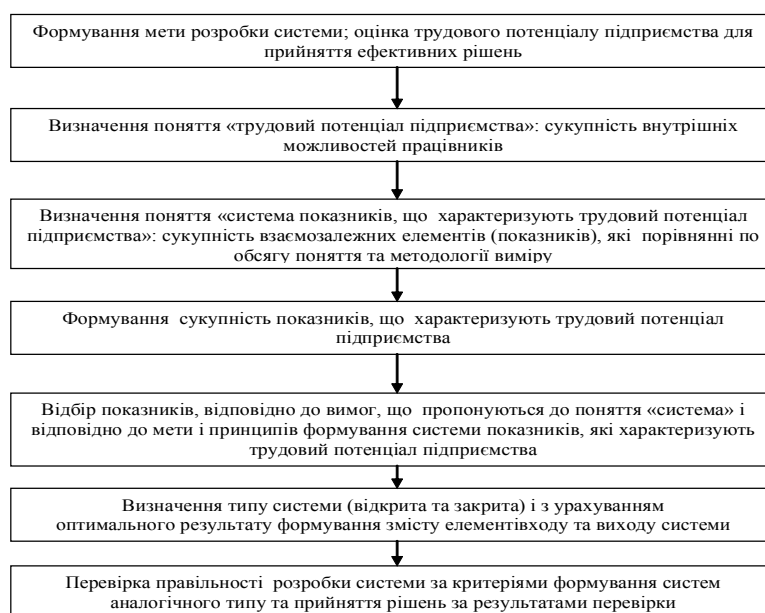 Формування мети розробки системи; оцінка трудового потенціалу підприємства для
прийняття ефективних рішень
Визначення поняття «трудовий потенціал підприємства»: сукупність внутрішніх
можливостей працівників
Визначення поняття «система показників, що характеризують трудовий потенціал
підприємства»: сукупність взаємозалежних елементів (показників), які порівнянні по
обсягу поняття та методології виміру
Формування сукупність показників, що характеризують трудовий потенціал
підприємства
Відбір показників, відповідно до вимог, що пропонуються до поняття «система» і
відповідно до мети і принципів формування системи показників, які характеризують
трудовий потенціал підприємства
Визначення типу системи (відкрита та закрита) і з урахуванням
оптимального результату формування змісту елементіввходу та виходу системи
Перевірка правільності розробки системи за критеріями формування систем
аналогічного типу та прийняття рішень за результатами перевірки